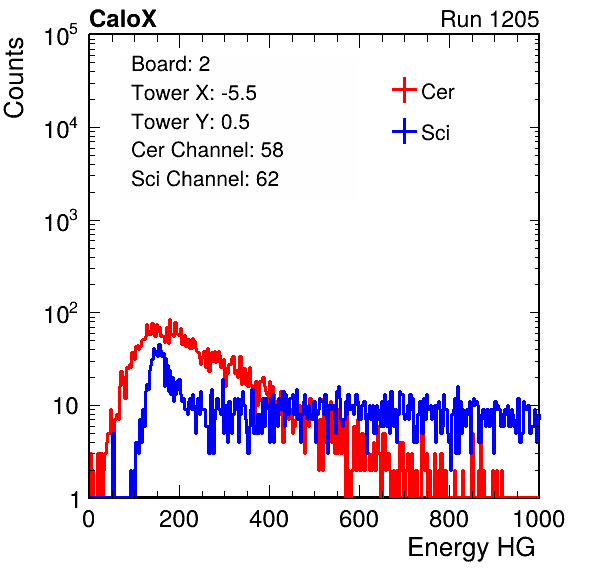 CaloX Run 1205
Counts
10^5
10^4
10^3
10^2
10
1
Board: 2
Tower X: -5.5
Tower Y: 0.5
Cer Channel: 58
Sci Channel: 62
Cer
Sci
0 200 400 600 800 1000
Energy HG